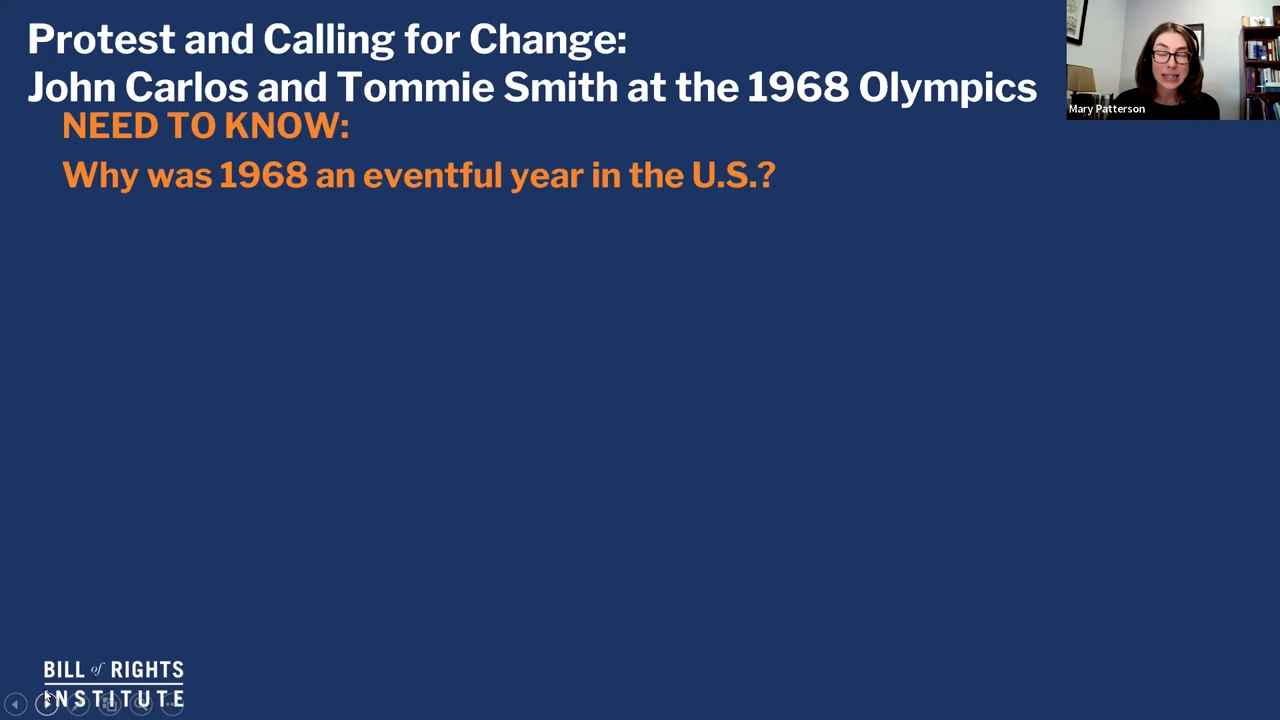 Protest and Calling for Change:
John Carlos and Tommie Smith at the 1968 Olympics
NEED TO KNOW:
Why was 1968 an eventful year in the U.S.?
Mary Patterson
BILL of RIGHTS
INSTITUTE